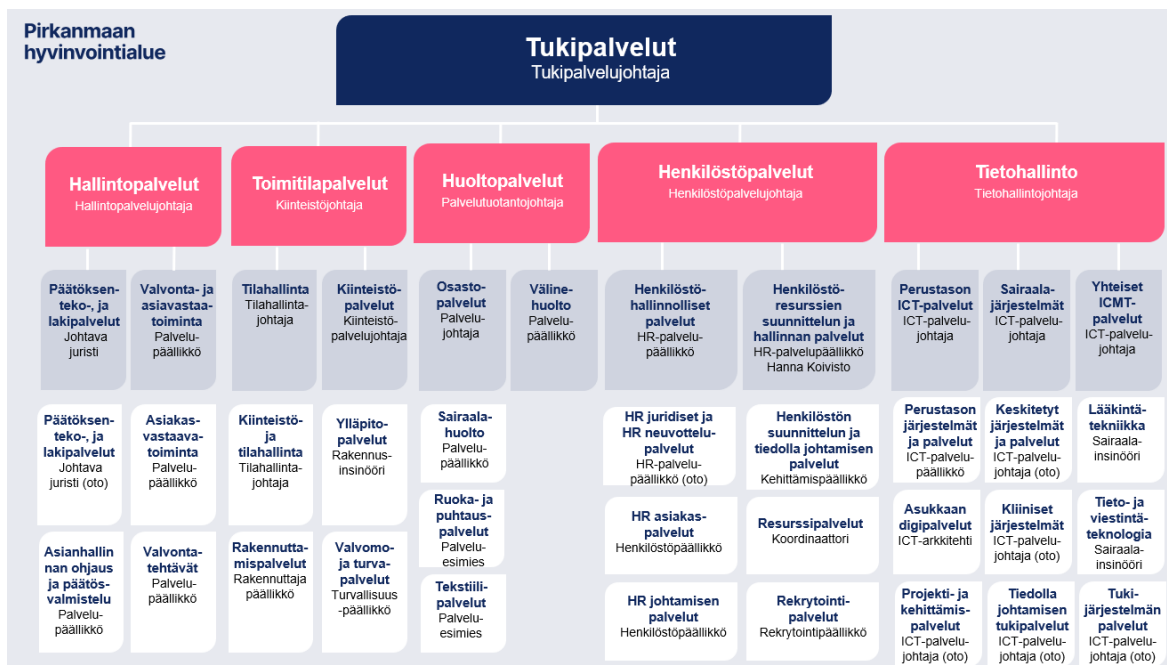 Pirkanmaan
hyvinvointialue
Tukipalvelut
Tukipalvelujohtaja
Hallintopalvelut
Hallintopalvelujohtaja
Toimitilapalvelut
Kiinteistöjohtaja
Huoltopalvelut
Palvelutuotantojohtaja
Henkilöstöpalvelut
Henkilöstöpalvelujohtaja
Tietohallinto
Tietohallintojohtaja
Päätöksen-
teko-, ja
lakipalvelut
Johtava
juristi
Valvonta- ja
asiavastaa-
toiminta
Palvelu-
päällikkö
Tilahallinta
Tilahallinta-
johtaja
Kiinteistö-
palvelut
Kiinteistö-
palvelujohtaja
Osasto-
palvelut
Palvelu-
johtaja
Väline-
huolto
Palvelu-
päällikkö
Henkilöstö-
hallinnolliset
palvelut
HR-palvelu-
päällikkö
Henkilöstö-
resurssien
suunnittelun ja
hallinnan palvelut
HR-palvelupäällikkö
Hanna Koivisto
Perustason
ICT-palvelut
ICT-palvelu-
johtaja
Sairaala-
järjestelmät
ICT-palvelu-
johtaja
Yhteiset
ICMT-
palvelut
ICT-palvelu-
johtaja
Päätöksen-
teko-, ja
lakipalvelut
Johtava
juristi (oto)
Asiakas-
vastaava-
toiminta
Palvelu-
päällikkö
Kiinteistö-
ja
tilahallinta
Tilahallinta-
johtaja
Ylläpito-
palvelut
Rakennus-
insinööri
Sairaala-
huolto
Palvelu-
päällikkö
HR juridiset ja
HR neuvottelu-
palvelut
HR-palvelu-
päällikkö (oto)
Henkilöstön
suunnittelun ja
tiedolla johtamisen
palvelut
Kehittämispäällikkö
Perustason
järjestelmät
ja palvelut
ICT-palvelu-
päällikkö
Keskitetyt
järjestelmät
ja palvelut
ICT-palvelu-
johtaja (oto)
Lääkintä-
tekniikka
Sairaala-
insinööri
Ruoka- ja
puhtaus-
palvelut
Palvelu-
esimies
HR asiakas-
palvelut
Henkilöstöpäällikkö
Resurssipalvelut
Koordinaattori
Asukkaan
digipalvelut
ICT-arkkitehti
Kliiniset
järjestelmät
ICT-palvelu-
johtaja (oto)
Tieto- ja
viestintä-
teknologia
Sairaala-
insinööri
Asianhallin
nan ohjaus
ja päätös-
valmistelu
Palvelu-
päällikkö
Valvonta-
tehtävät
Palvelu-
päällikkö
Rakennutta-
mispalvelut
Rakennuttaja
päällikkö
Valvomo-
ja turva-
palvelut
Turvallisuus
-päällikkö
Tekstiili-
palvelut
Palvelu-
esimies
HR johtamisen
palvelut
Henkilöstöpäällikkö
Rekrytointi-
palvelut
Rekrytointipäällikkö
Projekti- ja
kehittämis-
palvelut
ICT-palvelu-
johtaja (oto)
Tiedolla
johtamisen
tukipalvelut
ICT-palvelu-
johtaja (oto)
Tuki-
järjestelmän
palvelut
ICT-palvelu-
johtaja (oto)